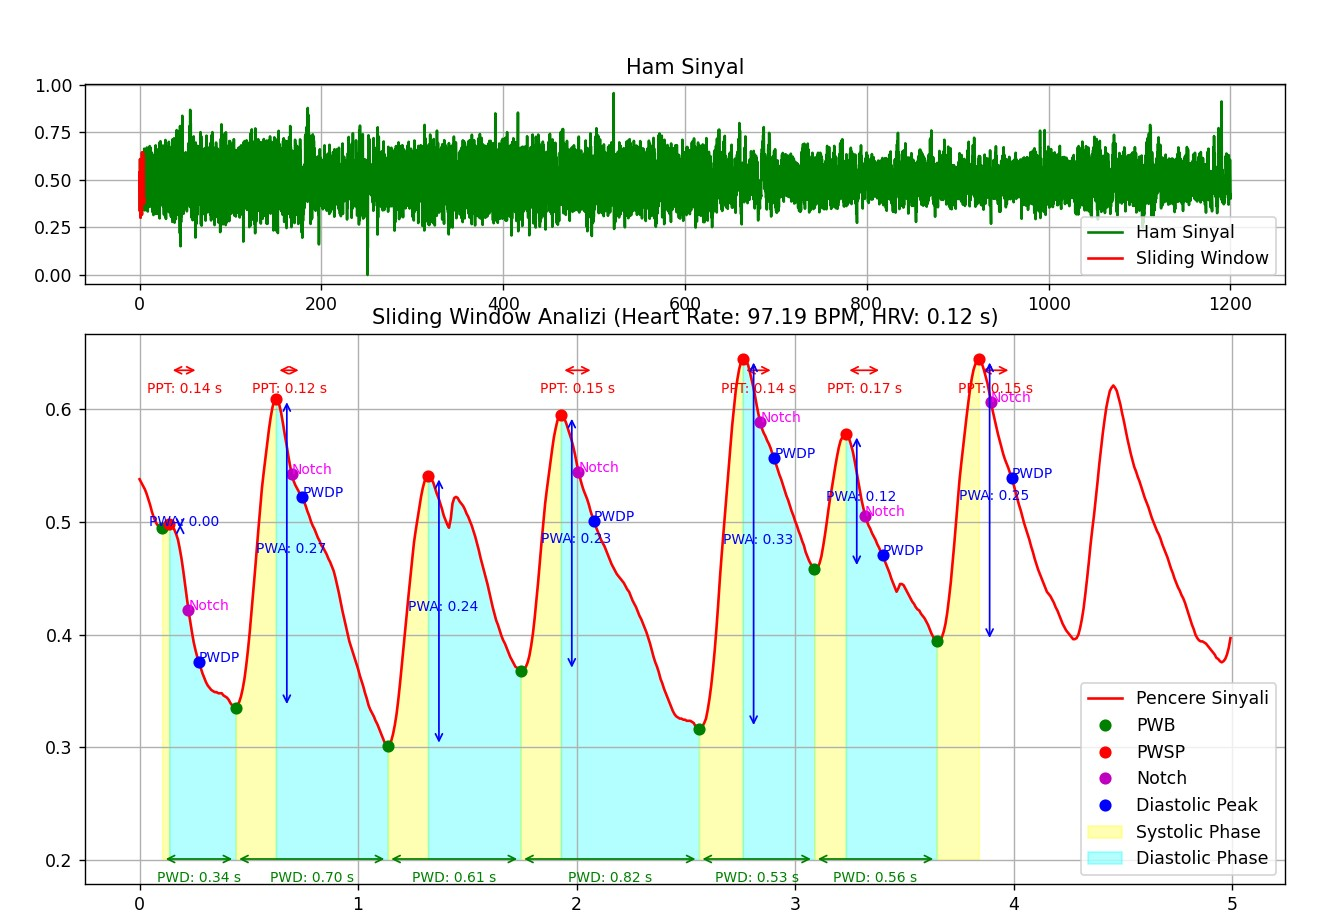 Ham Sinyal
1.00
0.75
0.50
0.25
0.00
Ham Sinyal
Sliding Window
0 200 400 600 800 1000 1200
Sliding Window Analizi (Heart Rate: 97.19 BPM, HRV: 0.12 s)
PPT: 0.14 s PPT: 0.12 s PPT: 0.15 s PPT: 0.14 s PPT: 0.17 s PPT: 0.15 s
Notch
0.6
Notch
Notch Notch PWDP
PWDP PWA: 0.12 PWA: 0.25 PWDP
Notch
0.5
PWA: 0.00 PWDP
PWA: 0.27 PWA: 0.23 PWA: 0.33 PWDP
Notch PWA: 0.24
PWDP
0.4
0.3
0.2
Pencere Sinyali
PWB
PWSP
Notch
Diastolic Peak
Systolic Phase
Diastolic Phase
PWD: 0.34 s PWD: 0.70 s PWD: 0.61 s PWD: 0.82 s PWD: 0.53 s PWD: 0.56 s
0 1 2 3 4 5